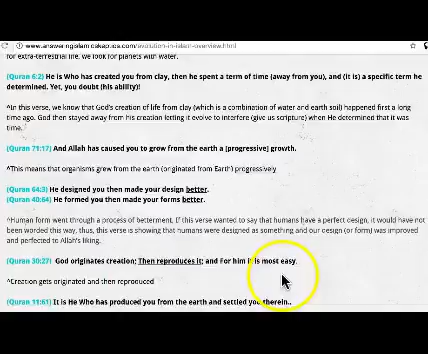 www.answeringislamicskeptics.com/evolution-in-islam-overview.html
for extra-terrestrial life, we look for planets with water.
(Quran 6:2) He is Who has created you from clay, then he spent a term of time (away from you), and (it is) a specific term he
determined. Yet, you doubt (his ability)!
^In this verse, we know that God's creation of life from clay (which is a combination of water and earth soil) happened first a long
time ago. God then stayed away from his creation letting it evolve to interfere (give us scripture) when He determined that it was
time.
(Quran 71:17) And Allah has caused you to grow from the earth a (progressive) growth.
^This means that organisms grew from the earth (originated from Earth) progressively
(Quran 64:3) He designed you then made your design better.
(Quran 40:64) He formed you then made your forms better.
^Human form went through a process of betterment. If this verse wanted to say that humans have a perfect design, it would have not
been worded this way, thus, this verse is showing that humans were designed as something and our design (or form) was improved
and perfected to Allah's liking.
(Quran 30:27) God originates creation; Then reproduces it; and for him it is most easy.
^Creation gets originated and then reproduced
(Quran 11:61) It is He Who has produced you from the earth and settled you therein..